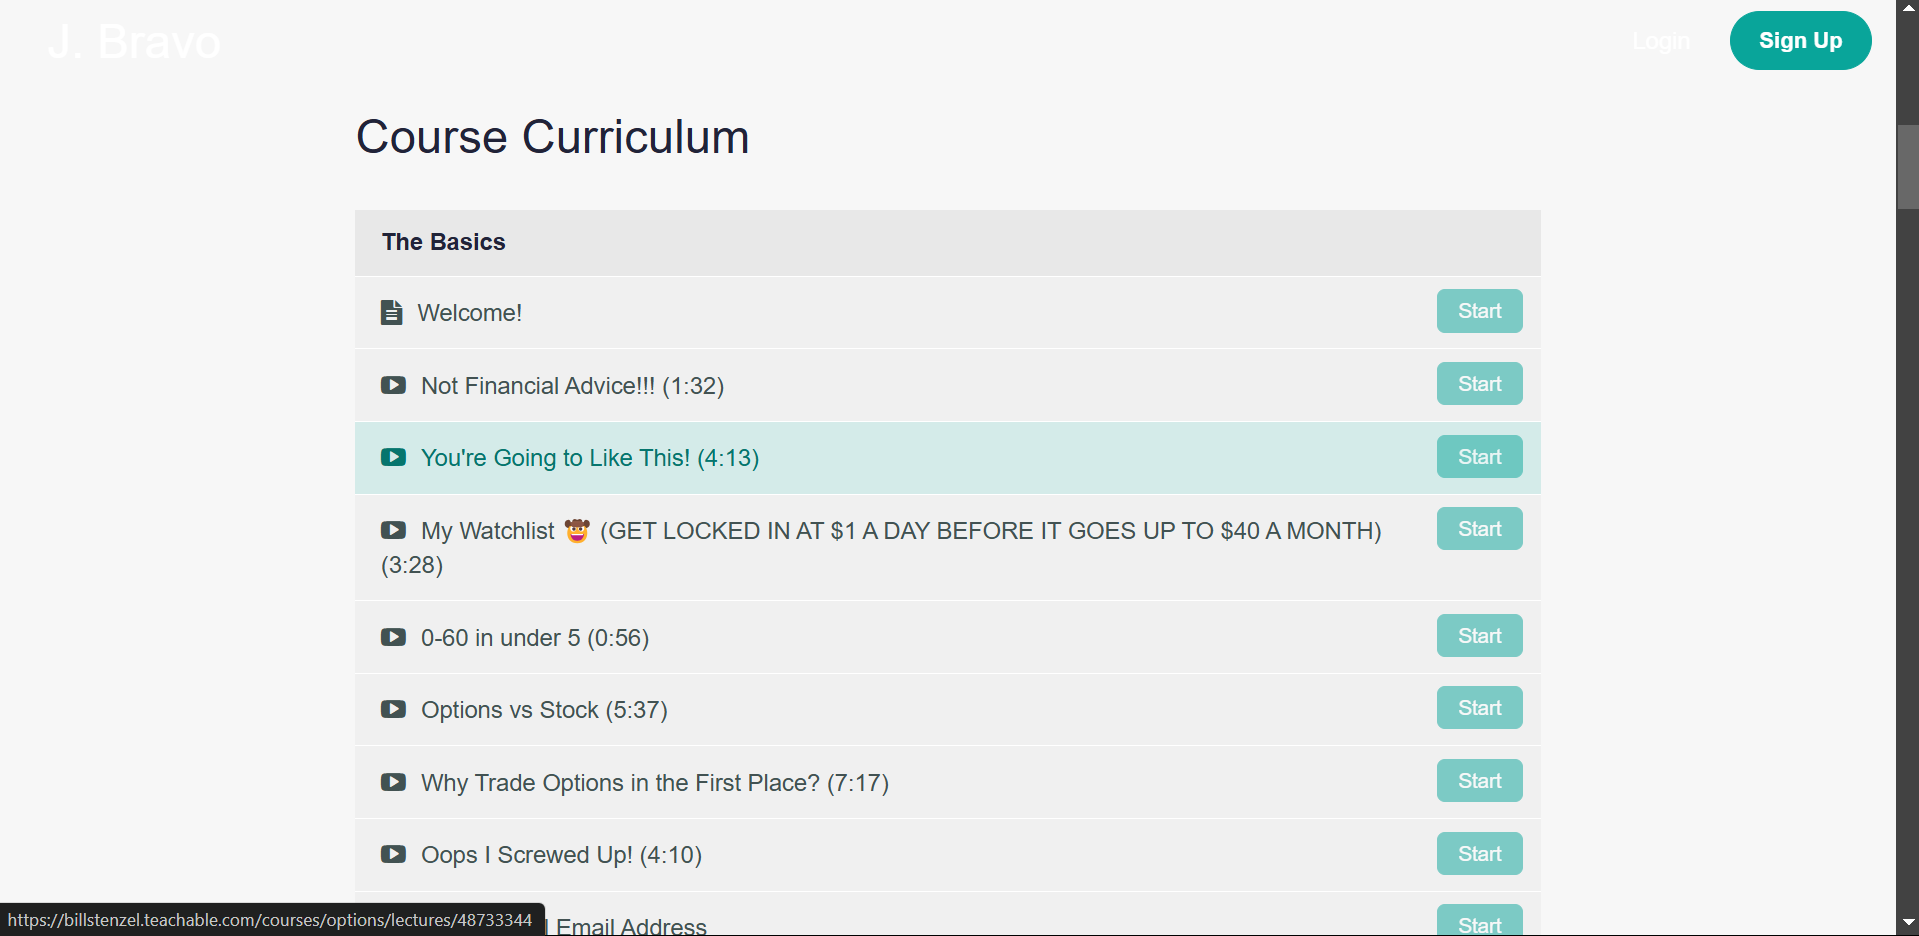 J. Bravo
Login
Sign Up
Course Curriculum
The Basics
Welcome!
Start
Not Financial Advice!!! (1:32)
Start
You're Going to Like This! (4:13)
Start
My Watchlist 🤠 (GET LOCKED IN AT $1 A DAY BEFORE IT GOES UP TO $40 A MONTH)
(3:28)
Start
0-60 in under 5 (0:56)
Start
Options vs Stock (5:37)
Start
Why Trade Options in the First Place? (7:17)
Start
Oops I Screwed Up! (4:10)
Start
Email Address
Start
https://billstenzel.teachable.com/courses/options/lectures/48733344